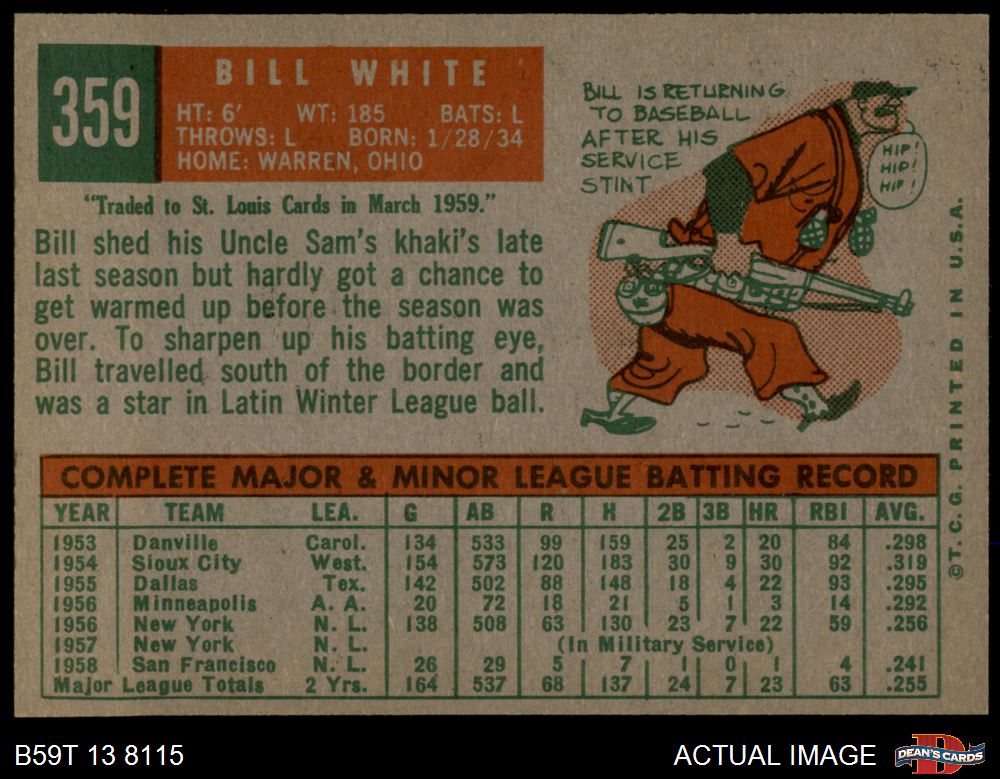 359
BILL WHITE
HT: 6' WT: 185 BATS: L
THROWS: L BORN: 1/28/34
HOME: WARREN, OHIO
"Traded to St. Louis Cards in March 1959."
Bill shed his Uncle Sam's khaki's late
last season but hardly got a chance to
get warmed up before the season was
over. To sharpen up his batting eye,
Bill travelled south of the border and
was a star in Latin Winter League ball.
BILL IS RETURNING
TO BASEBALL
AFTER HIS
SERVICE
STINT
HIP!
HIP!
HIP!
©T.C.G. PRINTED IN U.S.A.
COMPLETE MAJOR & MINOR LEAGUE BATTING RECORD
YEAR TEAM LEA. G AB R H 2B 3B HR RBI AVG.
1953 Danville Carol. 134 533 99 159 25 2 20 84 .298
1954 Sioux City West. 154 573 120 183 30 9 30 92 .319
1955 Dallas Tex. 142 502 88 148 18 4 22 93 .295
1956 Minneapolis A. A. 20 72 18 21 5 1 3 14 .292
1956 New York N. L. 138 508 63 130 23 7 22 59 .256
1957 New York N. L. (In Military Service)
1958 San Francisco N. L. 26 29 5 7 1 0 1 4 .241
Major League Totals 2 Yrs. 164 537 68 137 24 7 23 63 .255
B59T 13 8115
ACTUAL IMAGE
DEAN'S CARDS